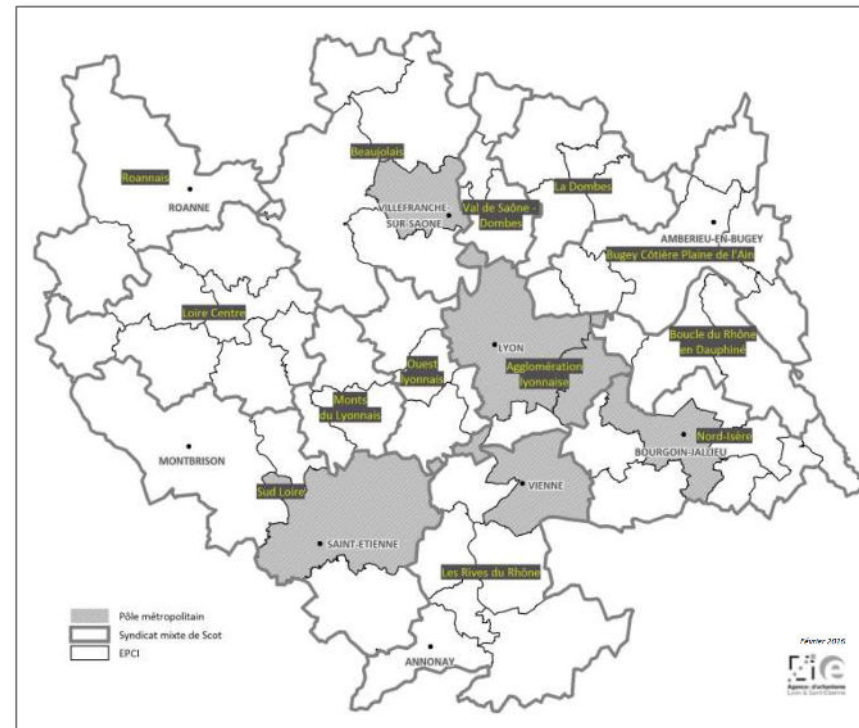 Beaujolais
Roannais
ROANNE
La Dombes
VILLEFRANCHE-
SUR-SAONE
Val de Saône -
Dombes
AMBERIEU-EN-BUGEY
Bugey Côtière Plaine de l'Ain
Loire Centre
LYON
Boucle du Rhône
en Dauphiné
Ouest
lyonnais
Agglomération
lyonnaise
Monts
du Lyonnais
Nord-Isère
BOURGOIN-JALLIEU
MONTBRISON
Sud Loire
VIENNE
SAINT-ETIENNE
Les Rives du Rhône
ANNONAY
Pôle métropolitain
Syndicat mixte de Scot
EPCI
Février 2016
Agence d'urbanisme
Lyon & Saint-Etienne